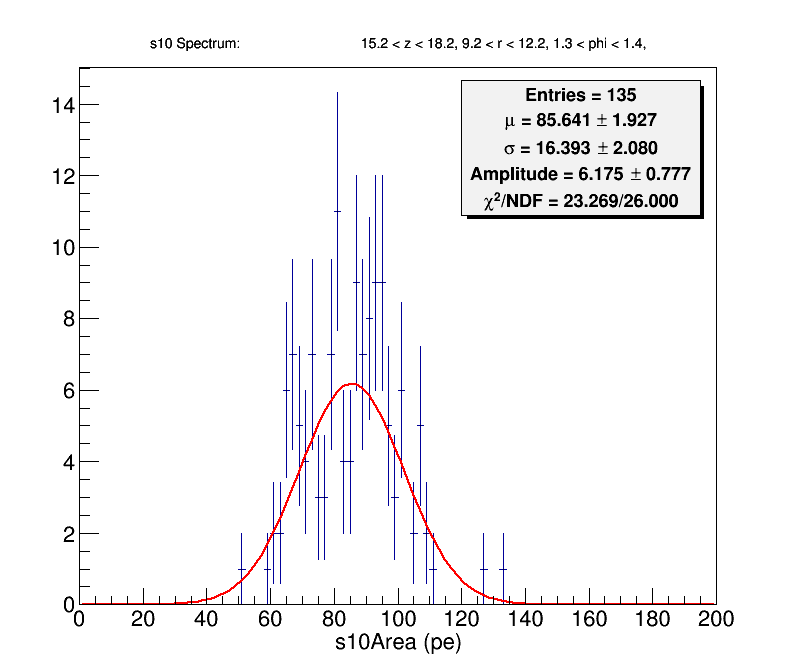 s10 Spectrum: 15.2 < z < 18.2, 9.2 < r < 12.2, 1.3 < phi < 1.4,
Entries = 135
μ = 85.641 ± 1.927
σ = 16.393 ± 2.080
Amplitude = 6.175 ± 0.777
χ²/NDF = 23.269/26.000
14
12
10
8
6
4
2
0
0 20 40 60 80 100 120 140 160 180 200
s10Area (pe)